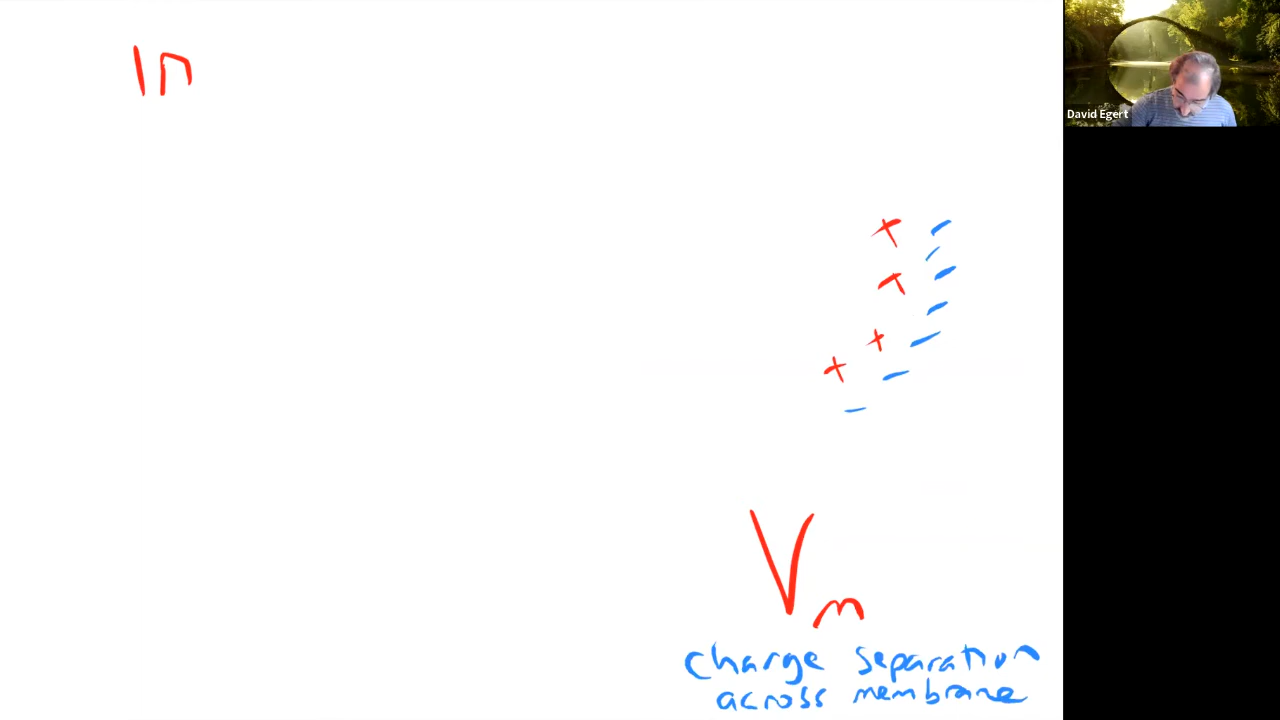 In
David Egert
+ -
-
+ -
-
+ -
+ -
-
Vm
charge separation
across membrane